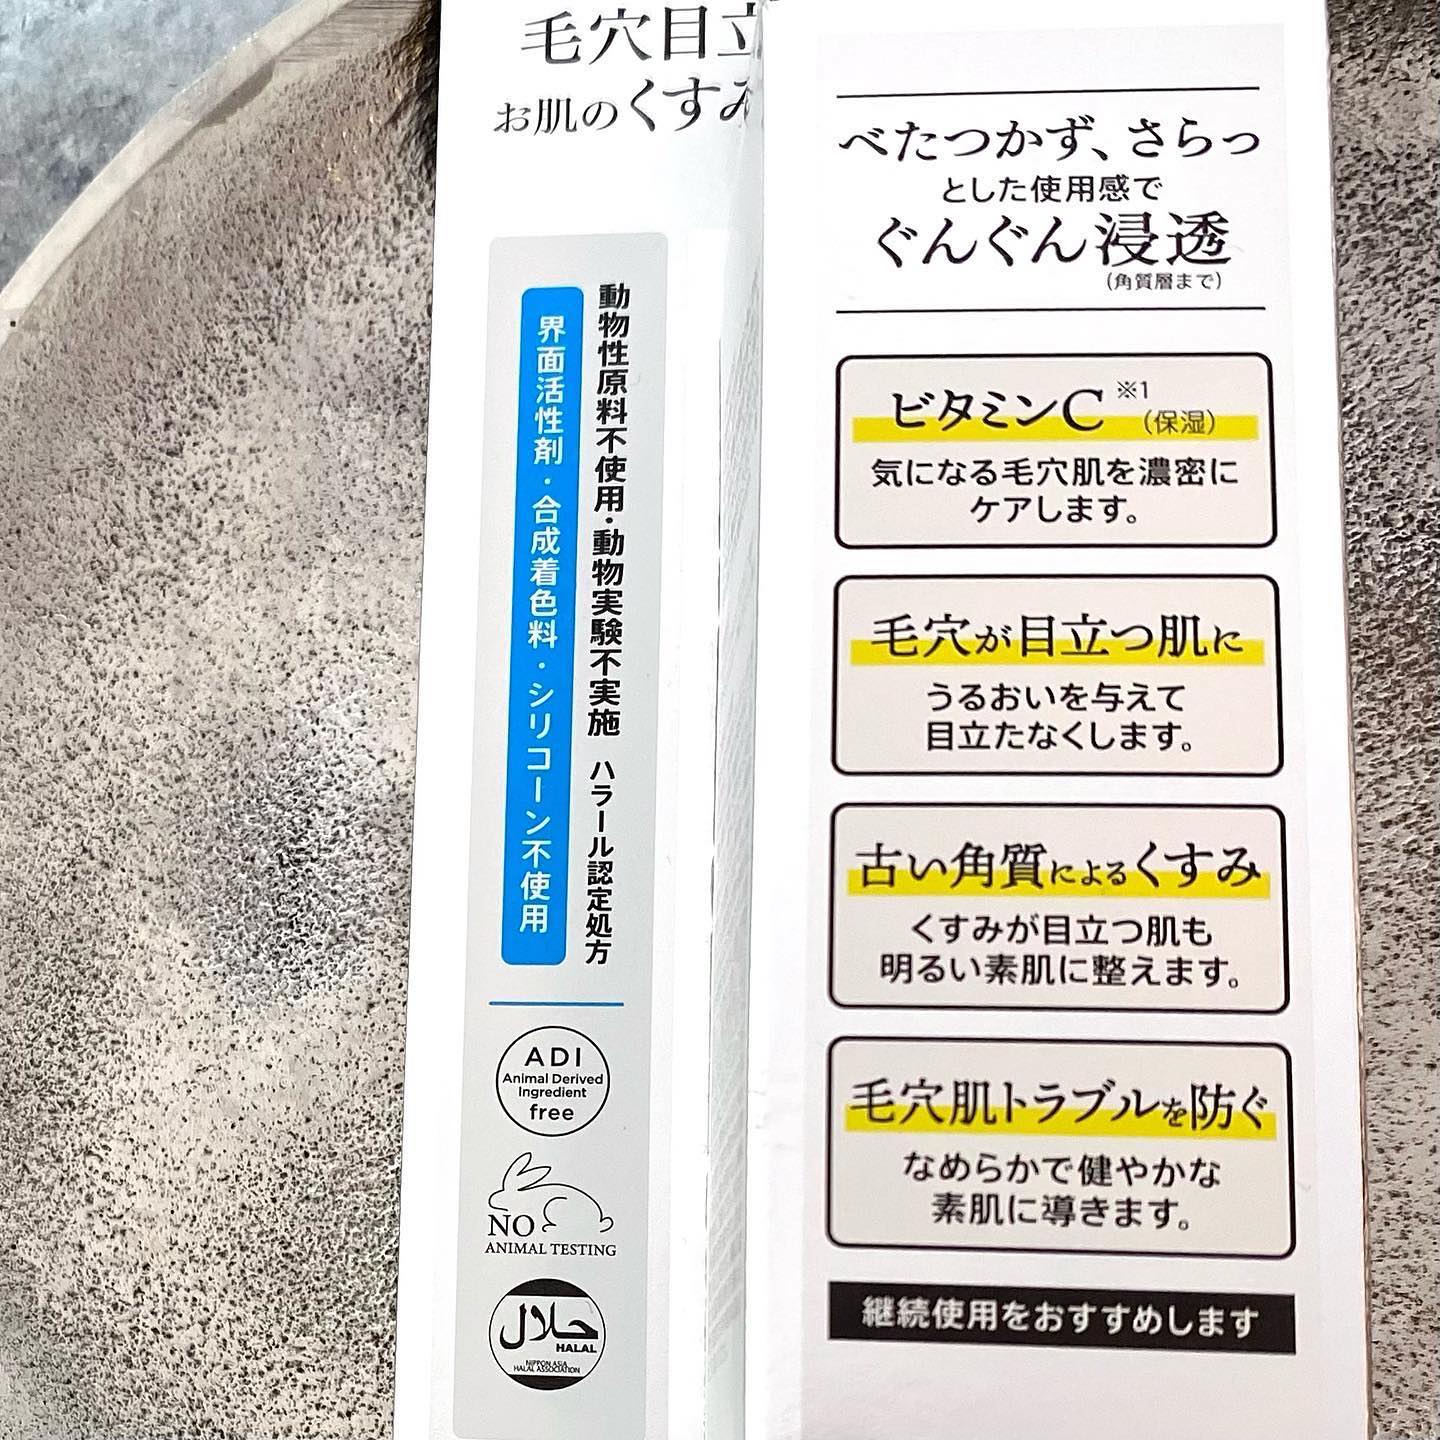 毛穴目立
お肌のくすみ
動物性原料不使用・動物実験不実施 ハラール認定処方
界面活性剤・合成着色料・シリコーン不使用
ADI
Animal Derived
Ingredient
free
NO
ANIMAL TESTING
حلال
HALAL
NIPPON ASIA
HALAL ASSOCIATION
べたつかず、さらっ
とした使用感で
ぐんぐん浸透
(角質層まで)
ビタミンC※1(保湿)
気になる毛穴肌を濃密に
ケアします。
毛穴が目立つ肌に
うるおいを与えて
目立たなくします。
古い角質によるくすみ
くすみが目立つ肌も
明るい素肌に整えます。
毛穴肌トラブルを防ぐ
なめらかで健やかな
素肌に導きます。
継続使用をおすすめします